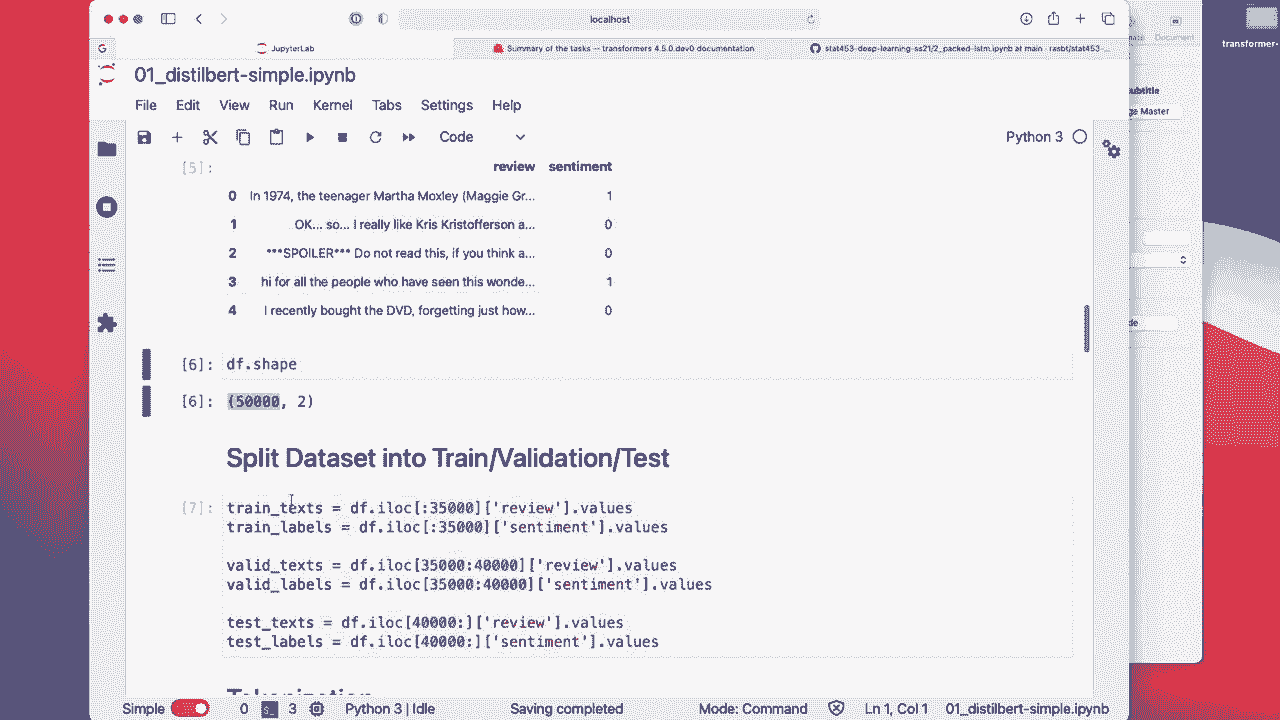 localhost
JupyterLab
Summary of the tasks — transformers 4.5.0.dev0 documentation
stat453-deep-learning-ss21/2_packed-lstm.ipynb at main · rasbt/stat453
transformer-
Document
01_distilbert-simple.ipynb
ubtitle
File Edit View Run Kernel Tabs Settings Help
ge Master
Code
Python 3
[5]:
review sentiment
0 In 1974, the teenager Martha Moxley (Maggie Gr... 1
1 OK... so... I really like Kris Kristofferson a... 0
2 ***SPOILER*** Do not read this, if you think a... 0
3 hi for all the people who have seen this wonde... 1
4 I recently bought the DVD, forgetting just how... 0
de
[6]: df.shape
[6]: (50000, 2)
Split Dataset into Train/Validation/Test
[7]: train_texts = df.iloc[:35000]['review'].values
train_labels = df.iloc[:35000]['sentiment'].values
valid_texts = df.iloc[35000:40000]['review'].values
valid_labels = df.iloc[35000:40000]['sentiment'].values
test_texts = df.iloc[40000:]['review'].values
test_labels = df.iloc[40000:]['sentiment'].values
Tokenization
Simple 0 3 Python 3 | Idle Saving completed Mode: Command Ln 1, Col 1 01_distilbert-simple.ipynb